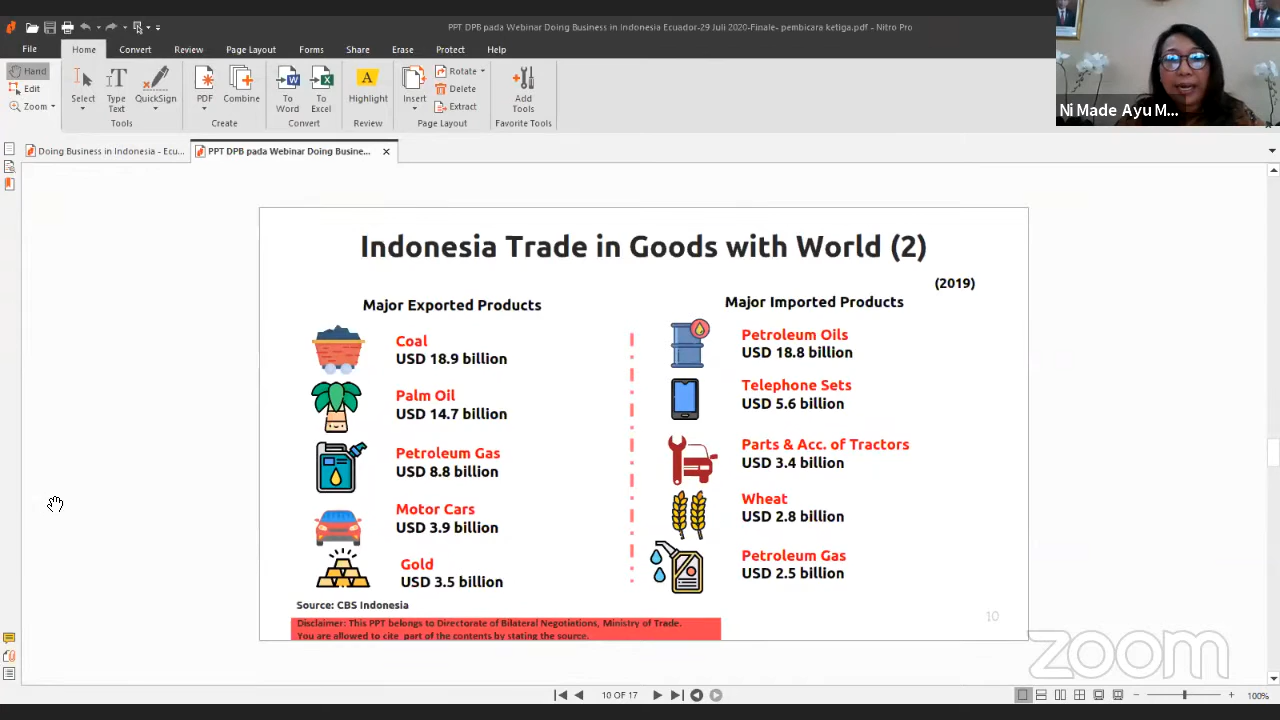 PPT DPB pada Webinar Doing Business in Indonesia Ecuador-29 Juli 2020-Finale- pembicara ketiga.pdf - Nitro Pro
File Home Convert Review Page Layout Forms Share Erase Protect Help
Hand
Edit
Zoom
Select
Type Text
QuickSign
Tools
PDF
Combine
Create
To Word
To Excel
Convert
Highlight
Review
Insert
Rotate
Delete
Extract
Page Layout
Add Tools
Favorite Tools
Ni Made Ayu M...
Doing Business in Indonesia - Ecu...
PPT DPB pada Webinar Doing Busine...
Indonesia Trade in Goods with World (2)
(2019)
Major Exported Products
Coal
USD 18.9 billion
Palm Oil
USD 14.7 billion
Petroleum Gas
USD 8.8 billion
Motor Cars
USD 3.9 billion
Gold
USD 3.5 billion
Major Imported Products
Petroleum Oils
USD 18.8 billion
Telephone Sets
USD 5.6 billion
Parts & Acc. of Tractors
USD 3.4 billion
Wheat
USD 2.8 billion
Petroleum Gas
USD 2.5 billion
Source: CBS Indonesia
Disclaimer: This PPT belongs to Directorate of Bilateral Negotiations, Ministry of Trade.
You are allowed to cite part of the contents by stating the source.
10
zoom
10 OF 17
100%